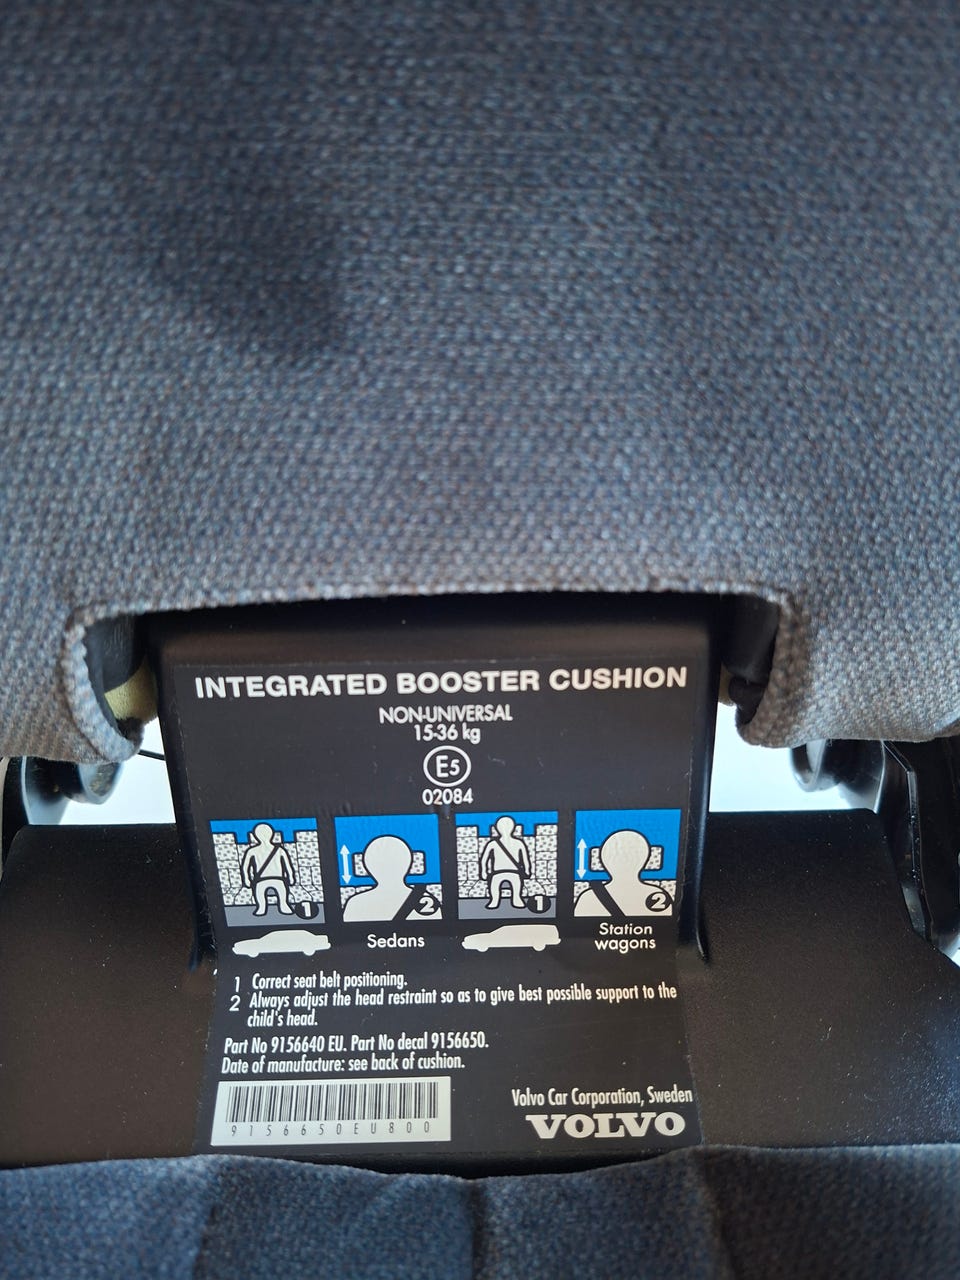 INTEGRATED BOOSTER CUSHION
NON-UNIVERSAL
15-36 kg
E5
02084
1
2
1
2
Sedans
Station
wagons
1 Correct seat belt positioning.
2 Always adjust the head restraint so as to give best possible support to the
child's head.
Part No 9156640 EU. Part No decal 9156650.
Date of manufacture: see back of cushion.
9156650EU800
Volvo Car Corporation, Sweden
VOLVO